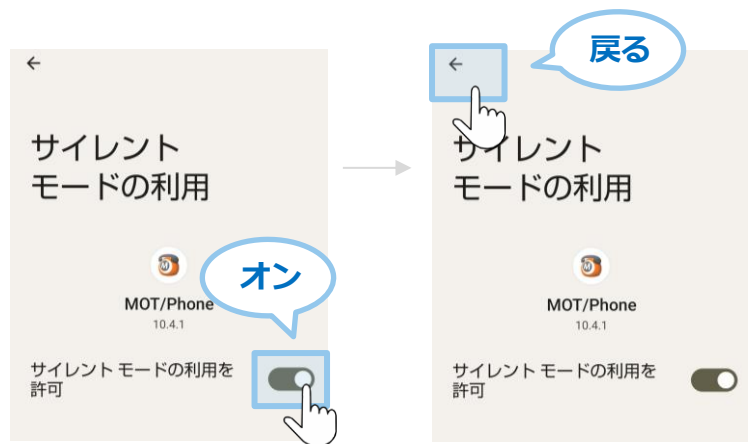 サイレント
モードの利用
MOT/Phone
10.4.1
サイレント モードの利用を
許可
オン
戻る
サイレント
モードの利用
MOT/Phone
10.4.1
サイレント モードの利用を
許可